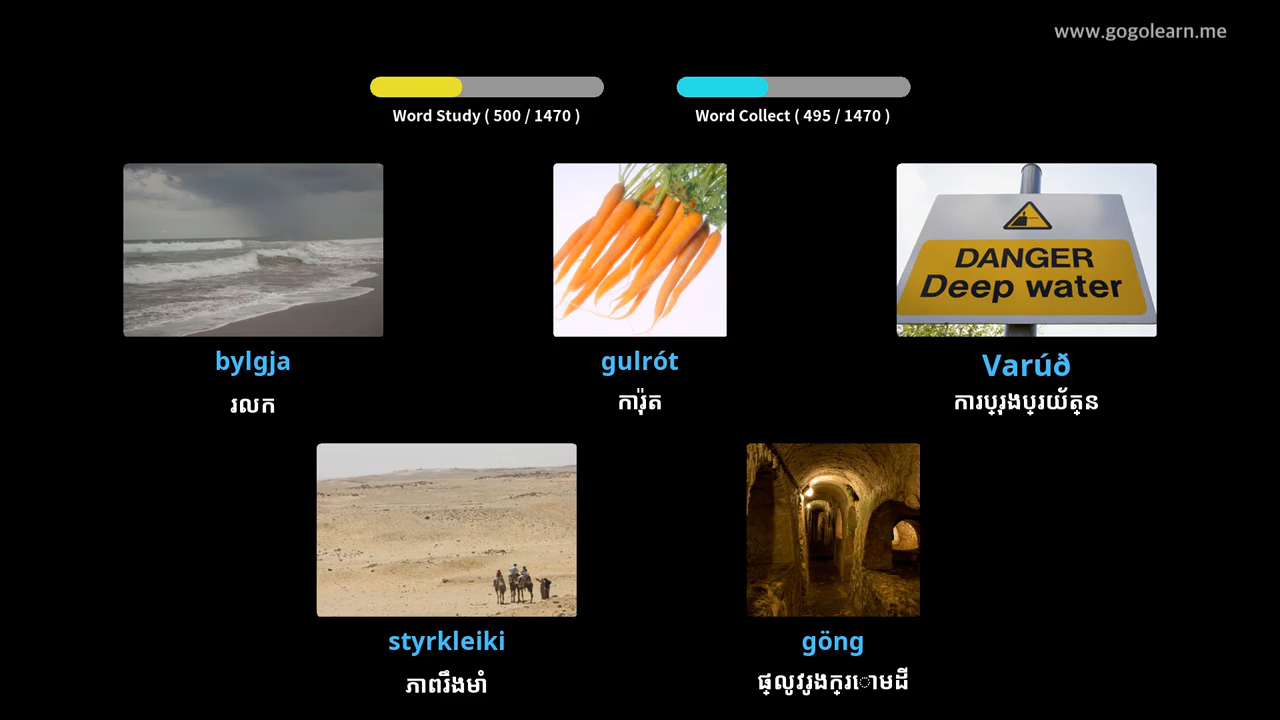 www.gogolearn.me
Word Study ( 500 / 1470 )
Word Collect ( 495 / 1470 )
DANGER
Deep water
bylgja
gulrót
Varúð
រលក
ការ៉ុត
ការប្រុងប្រយ័ត្ន
styrkleiki
göng
ភាពរឹងមាំ
ផ្លូវរូងក្រោមដី